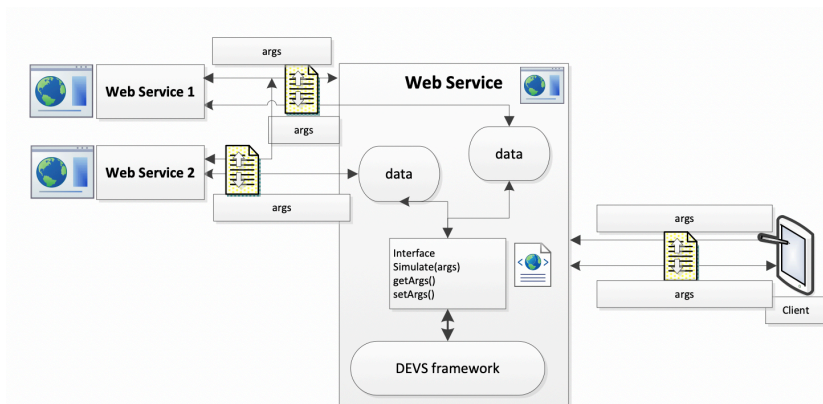 args
Web Service
Web Service 1
args
data
Web Service 2
data
args
args
Interface
Simulate(args)
getArgs()
setArgs()
< >
args
Client
DEVS framework